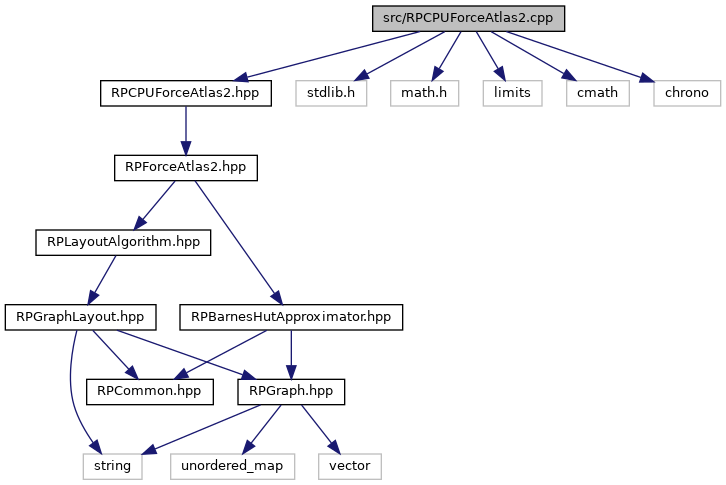 src/RPCPUForceAtlas2.cpp
RPCPUForceAtlas2.hpp
stdlib.h
math.h
limits
cmath
chrono
RPForceAtlas2.hpp
RPLayoutAlgorithm.hpp
RPGraphLayout.hpp
RPBarnesHutApproximator.hpp
RPCommon.hpp
RPGraph.hpp
string
unordered_map
vector